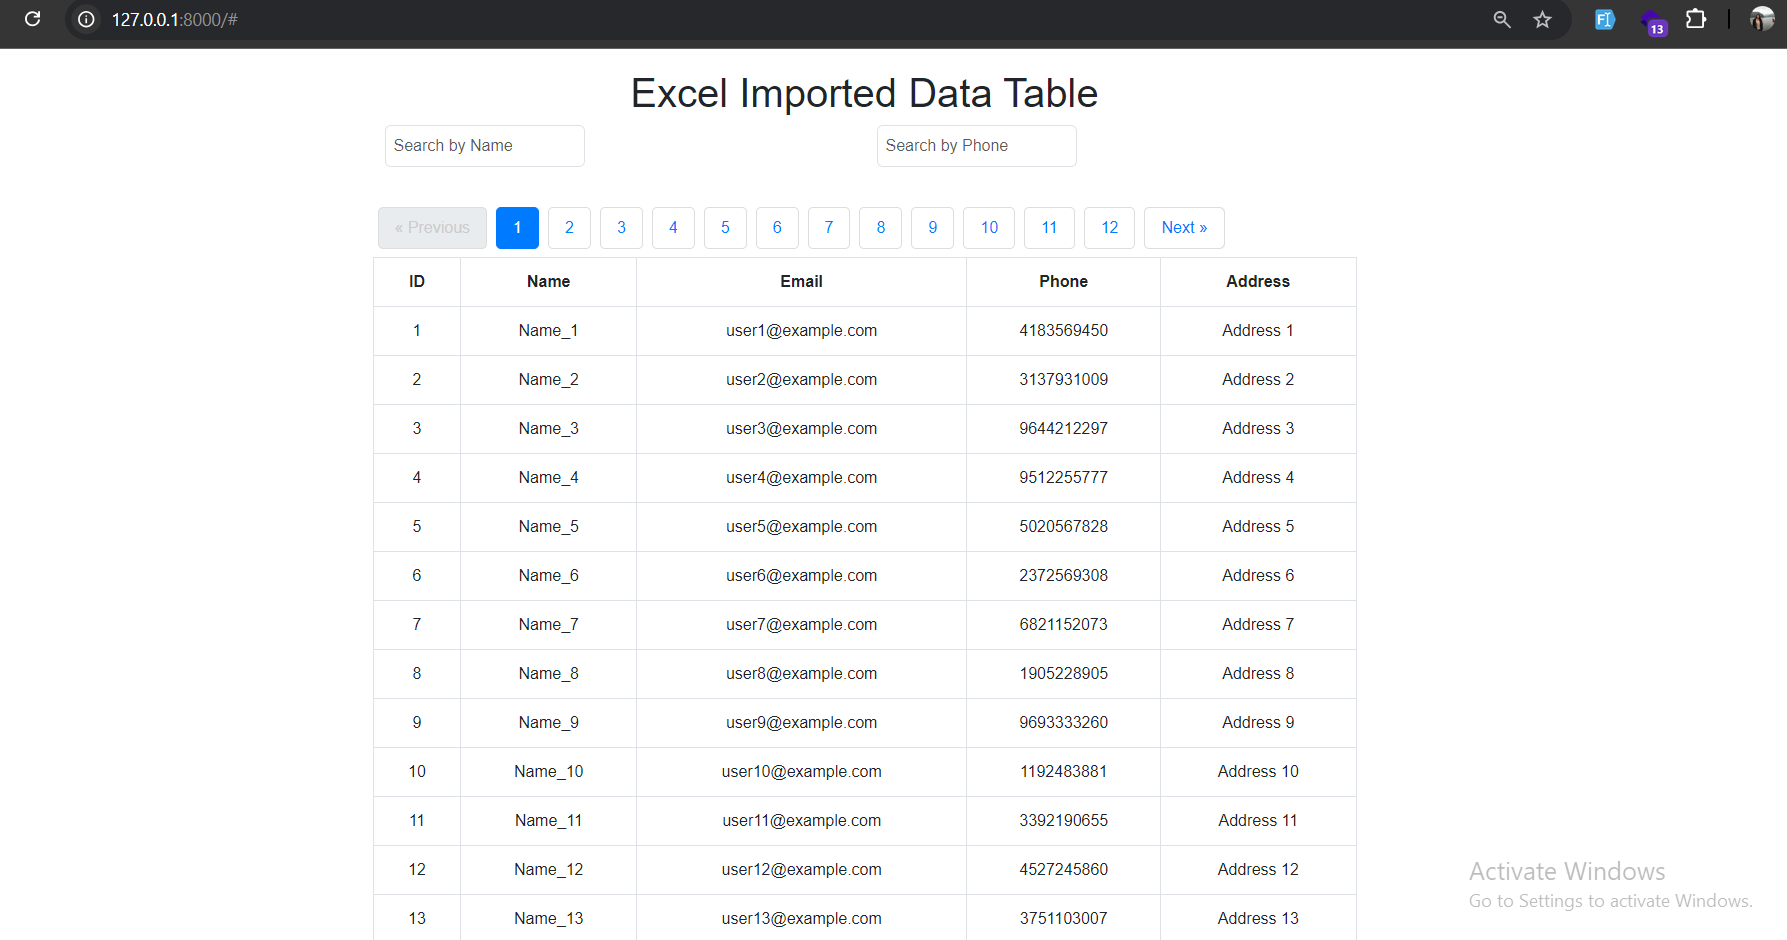 127.0.0.1:8000/#
FI
13
Excel Imported Data Table
Search by Name Search by Phone
« Previous 1 2 3 4 5 6 7 8 9 10 11 12 Next »
ID Name Email Phone Address
1 Name_1 user1@example.com 4183569450 Address 1
2 Name_2 user2@example.com 3137931009 Address 2
3 Name_3 user3@example.com 9644212297 Address 3
4 Name_4 user4@example.com 9512255777 Address 4
5 Name_5 user5@example.com 5020567828 Address 5
6 Name_6 user6@example.com 2372569308 Address 6
7 Name_7 user7@example.com 6821152073 Address 7
8 Name_8 user8@example.com 1905228905 Address 8
9 Name_9 user9@example.com 9693333260 Address 9
10 Name_10 user10@example.com 1192483881 Address 10
11 Name_11 user11@example.com 3392190655 Address 11
12 Name_12 user12@example.com 4527245860 Address 12
13 Name_13 user13@example.com 3751103007 Address 13
Activate Windows
Go to Settings to activate Windows.